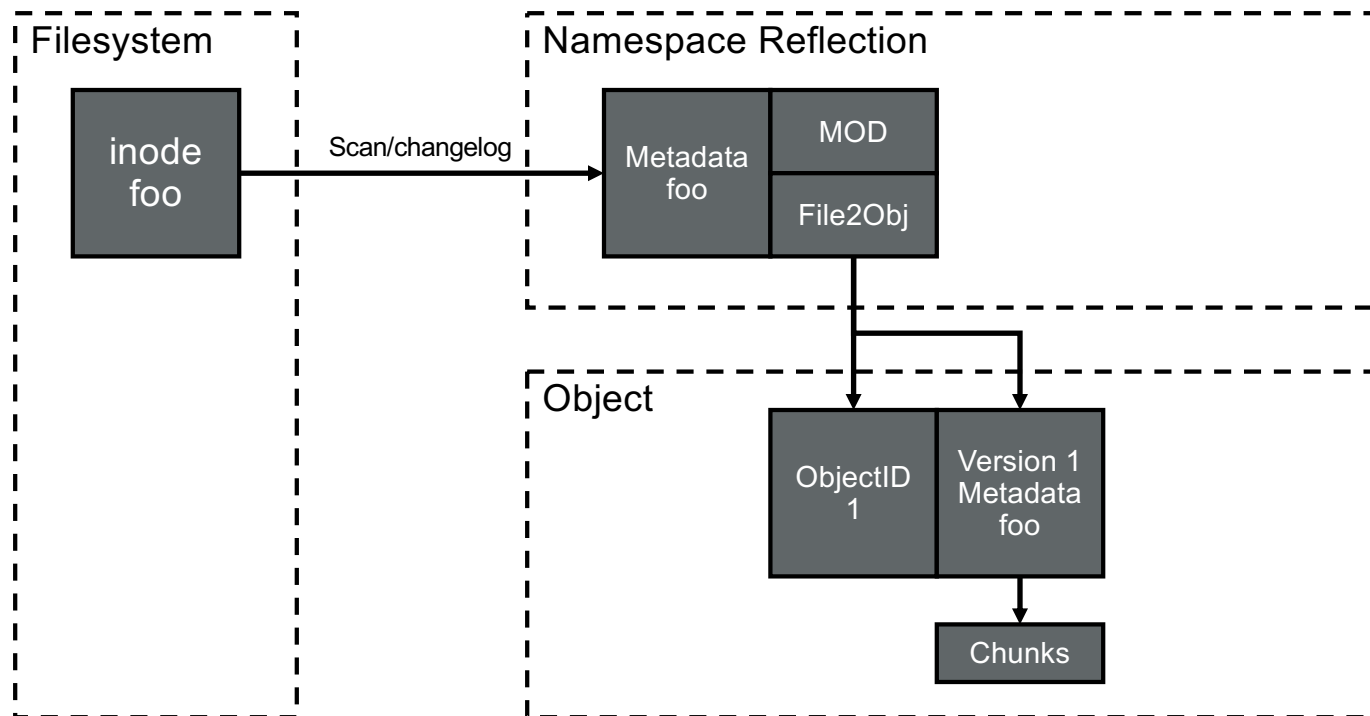 Filesystem
inode
foo
Scan/changelog
Namespace Reflection
Metadata
foo
MOD
File2Obj
Object
ObjectID
1
Version 1
Metadata
foo
Chunks